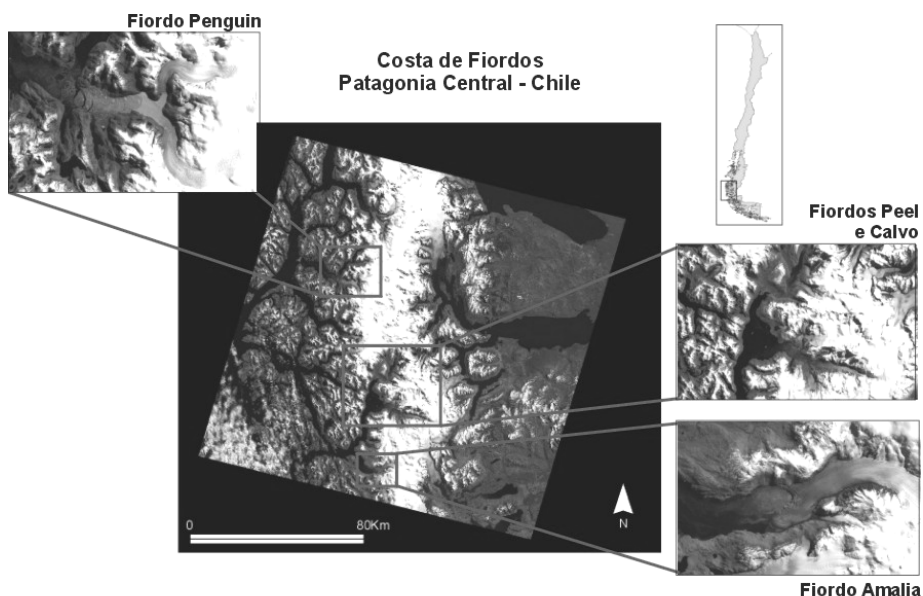 Fiordo Penguin
Costa de Fiordos
Patagonia Central - Chile
Fiordos Peel
e Calvo
0
80Km
N
Fiordo Amalia